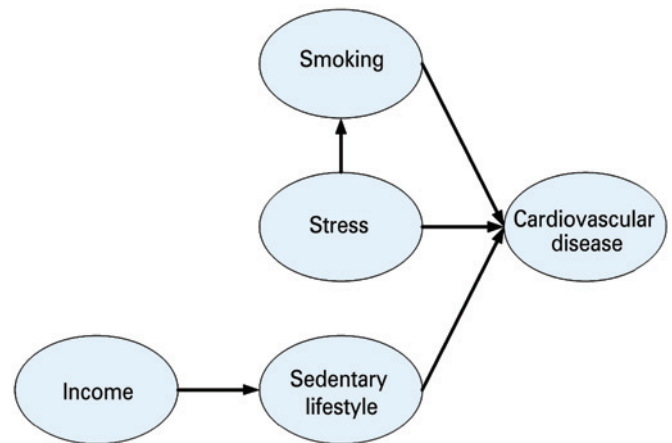 Smoking
Stress
Cardiovascular
disease
Income
Sedentary
lifestyle